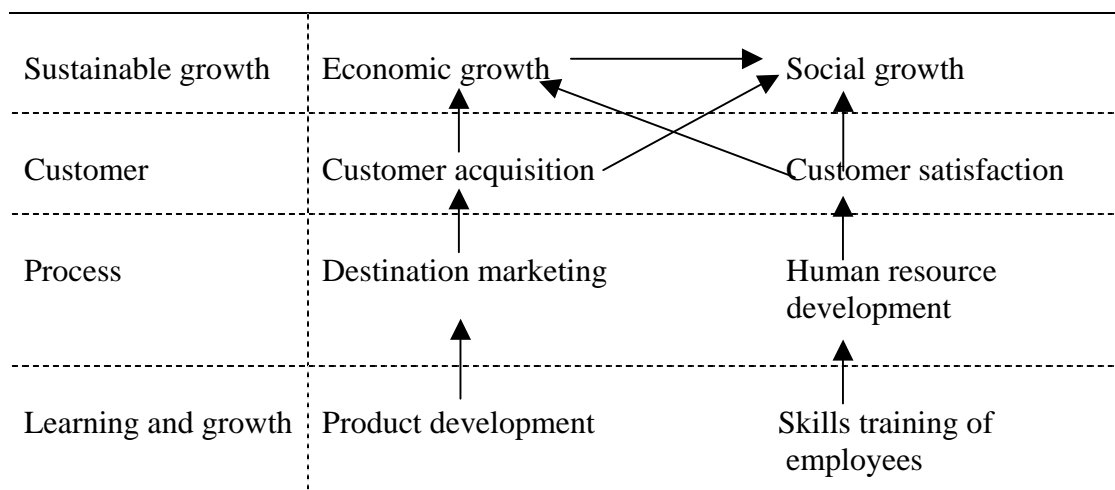 Sustainable growth Economic growth Social growth
Customer Customer acquisition Customer satisfaction
Process Destination marketing Human resource
development
Learning and growth Product development Skills training of
employees